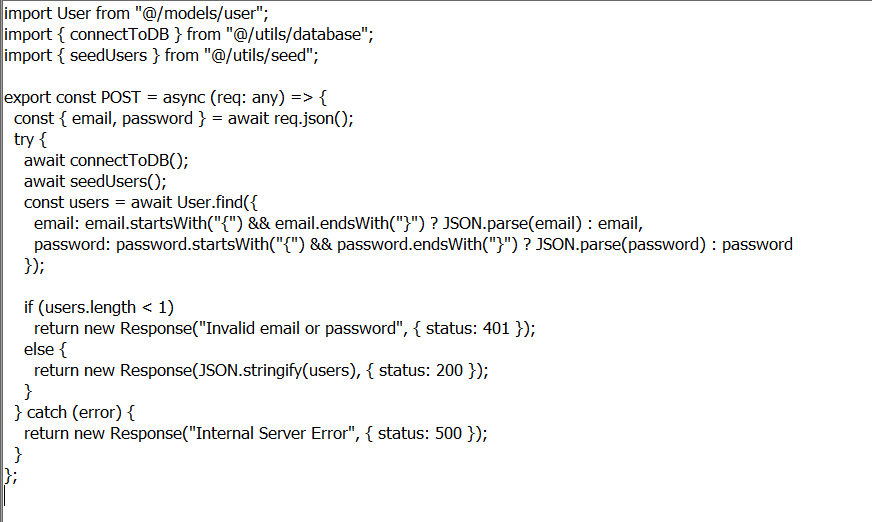 import User from "@/models/user";
import { connectToDB } from "@/utils/database";
import { seedUsers } from "@/utils/seed";

export const POST = async (req: any) => {
  const { email, password } = await req.json();
  try {
    await connectToDB();
    await seedUsers();
    const users = await User.find({
      email: email.startsWith("{") && email.endsWith("}") ? JSON.parse(email) : email,
      password: password.startsWith("{") && password.endsWith("}") ? JSON.parse(password) : password
    });

    if (users.length < 1)
      return new Response("Invalid email or password", { status: 401 });
    else {
      return new Response(JSON.stringify(users), { status: 200 });
    }
  } catch (error) {
    return new Response("Internal Server Error", { status: 500 });
  }
};